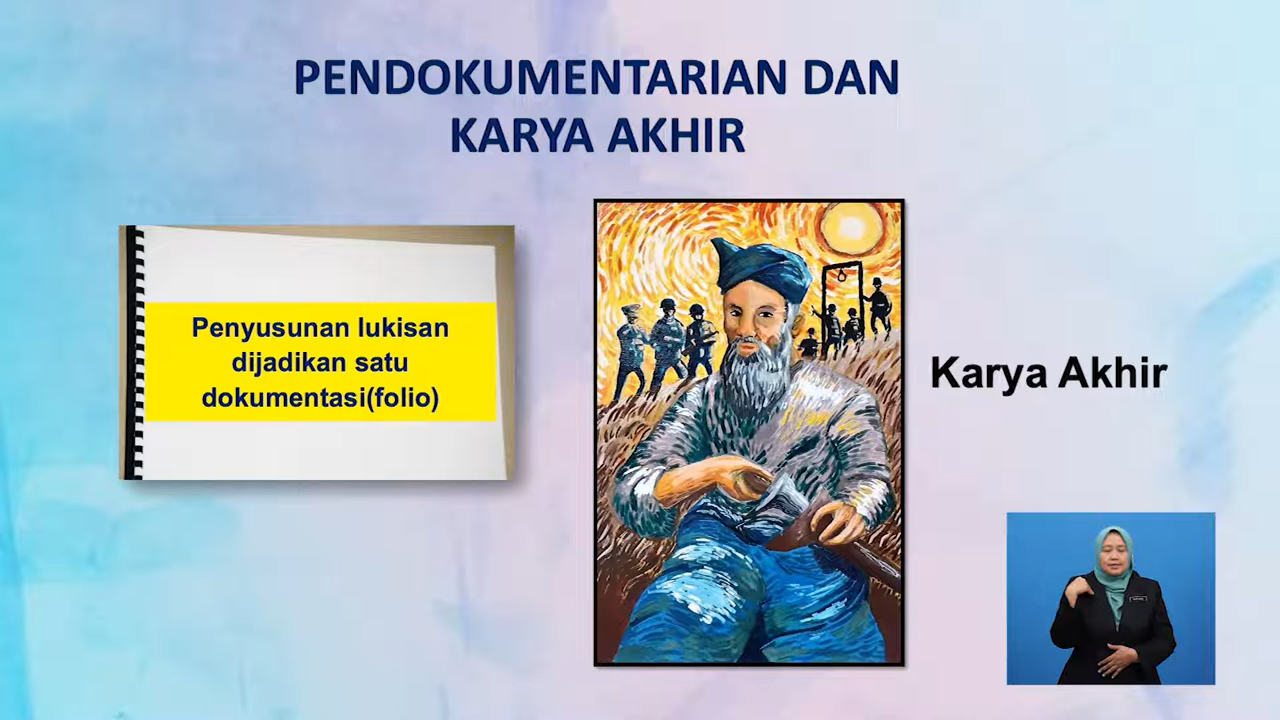 PENDOKUMENTARIAN DAN
KARYA AKHIR
Penyusunan lukisan
dijadikan satu
dokumentasi(folio)
Karya Akhir